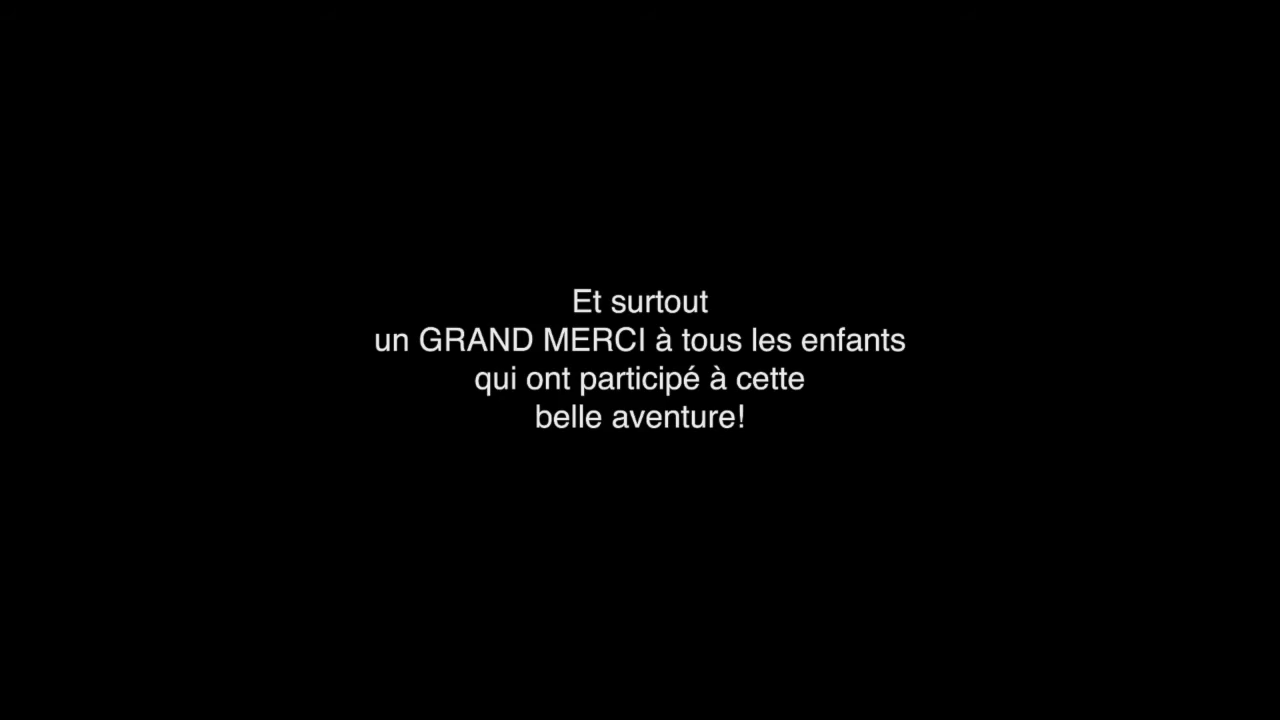 Et surtout
un GRAND MERCI à tous les enfants
qui ont participé à cette
belle aventure!